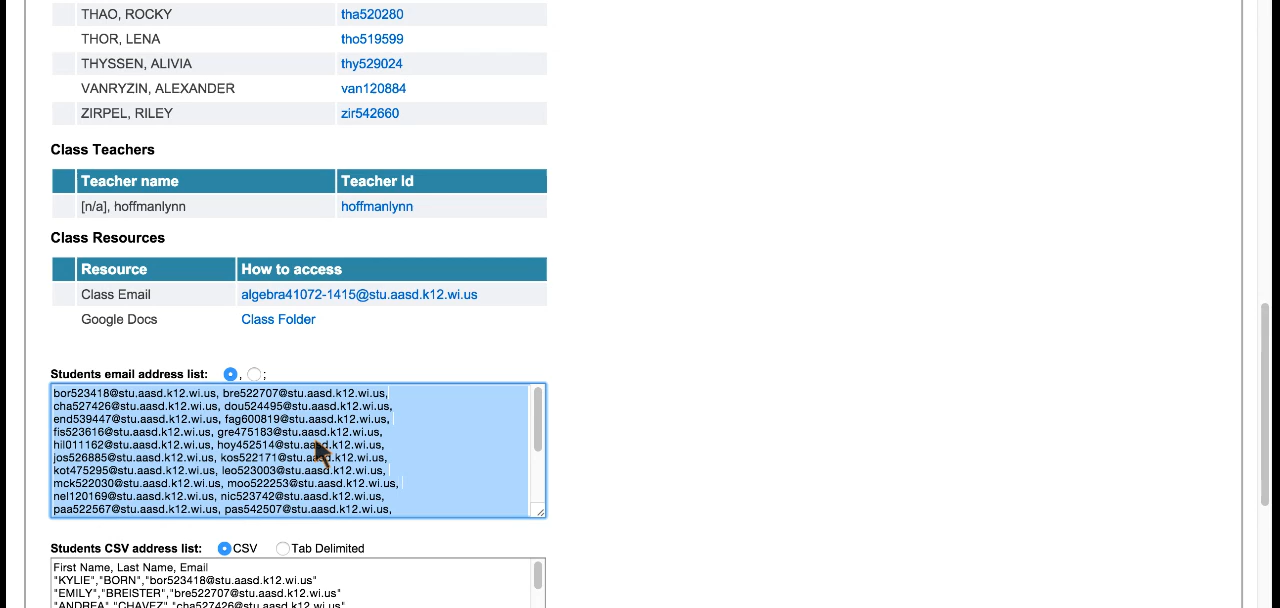 THAO, ROCKY tha520280
THOR, LENA tho519599
THYSSEN, ALIVIA thy529024
VANRYZIN, ALEXANDER van120884
ZIRPEL, RILEY zir542660
Class Teachers
Teacher name Teacher Id
[n/a], hoffmanlynn hoffmanlynn
Class Resources
Resource How to access
Class Email algebra41072-1415@stu.aasd.k12.wi.us
Google Docs Class Folder
Students email address list: , ;
bor523418@stu.aasd.k12.wi.us, bre522707@stu.aasd.k12.wi.us,
cha527426@stu.aasd.k12.wi.us, dou524495@stu.aasd.k12.wi.us,
end539447@stu.aasd.k12.wi.us, fag600819@stu.aasd.k12.wi.us,
fis523616@stu.aasd.k12.wi.us, gre475183@stu.aasd.k12.wi.us,
hil011162@stu.aasd.k12.wi.us, hoy452514@stu.aasd.k12.wi.us,
jos526885@stu.aasd.k12.wi.us, kos522171@stu.aasd.k12.wi.us,
kot475295@stu.aasd.k12.wi.us, leo523003@stu.aasd.k12.wi.us,
mck522030@stu.aasd.k12.wi.us, moo522253@stu.aasd.k12.wi.us,
nel120169@stu.aasd.k12.wi.us, nic523742@stu.aasd.k12.wi.us,
paa522567@stu.aasd.k12.wi.us, pas542507@stu.aasd.k12.wi.us,
Students CSV address list: CSV Tab Delimited
First Name, Last Name, Email
"KYLIE","BORN","bor523418@stu.aasd.k12.wi.us"
"EMILY","BREISTER","bre522707@stu.aasd.k12.wi.us"
"ANDREA","CHAVEZ","cha527426@stu.aasd.k12.wi.us"